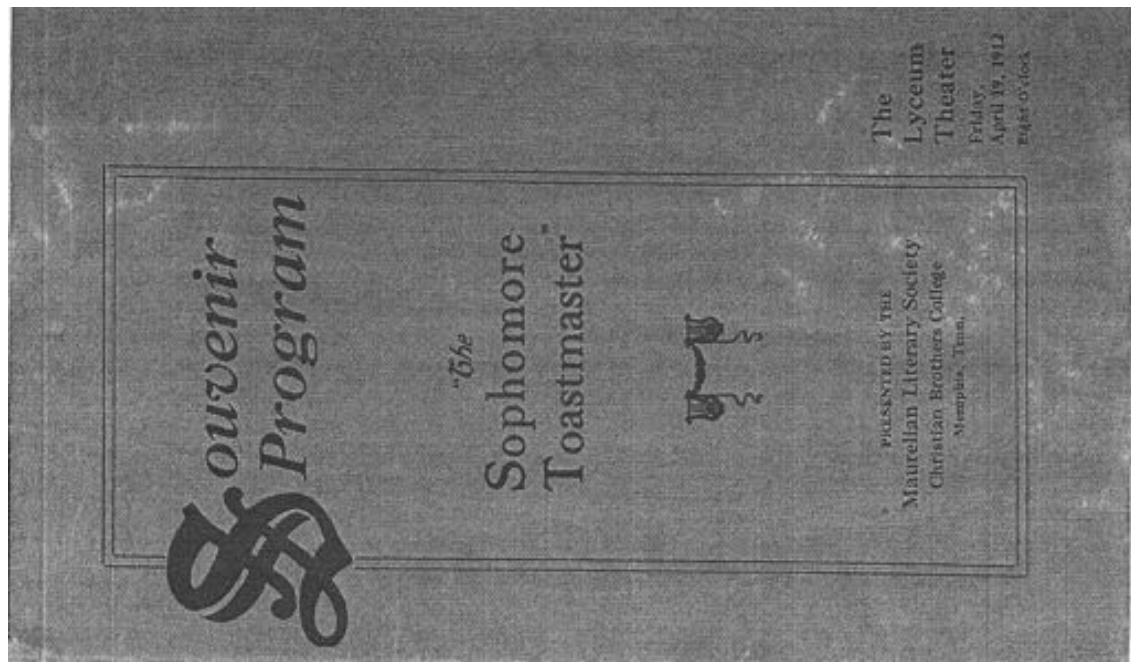 Souvenir
Program
"The
Sophomore
Toastmaster"
PRESENTED BY THE
Maurelian Literary Society
Christian Brothers College
Memphis, Tenn.
The
Lyceum
Theater
Friday,
April 19, 1912
Eight O'clock